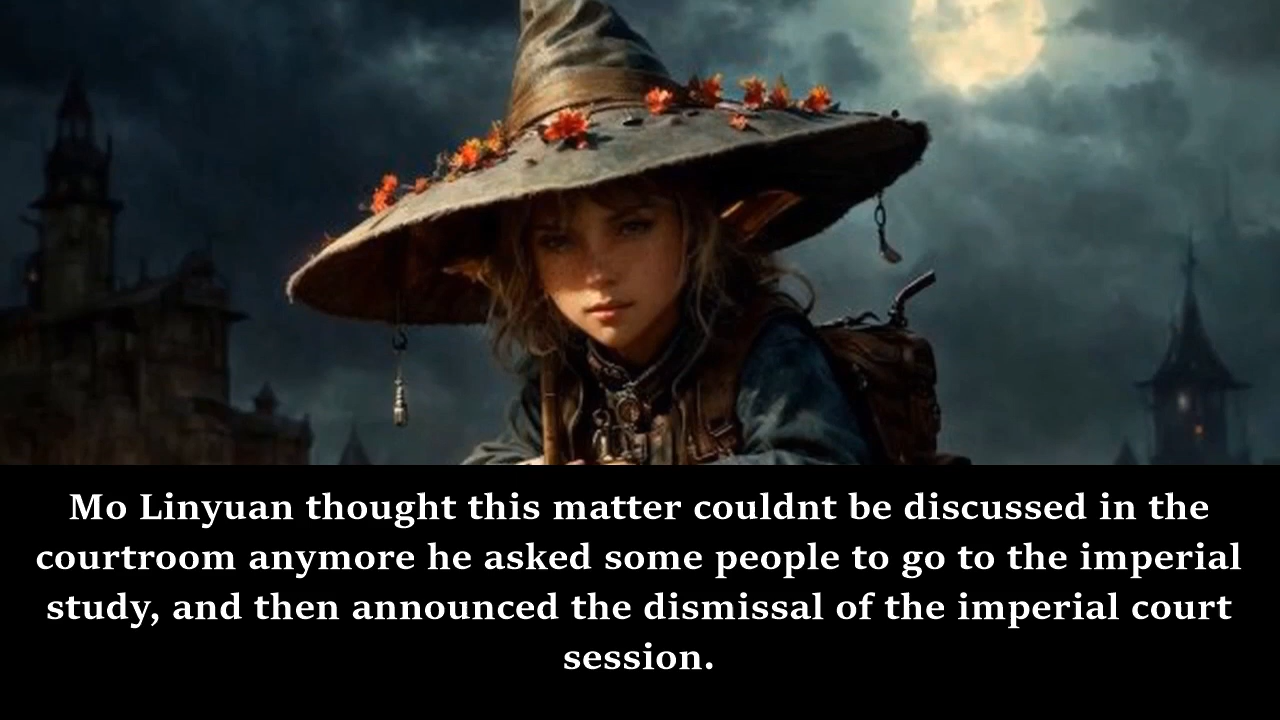 Mo Linyuan thought this matter couldnt be discussed in the
courtroom anymore he asked some people to go to the imperial
study, and then announced the dismissal of the imperial court
session.